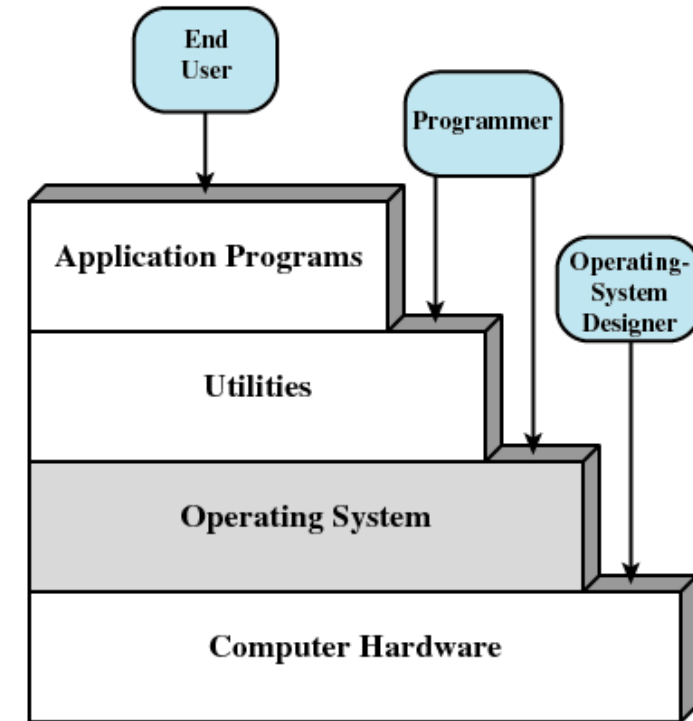 End
User
Programmer
Operating-
System
Designer
Application Programs
Utilities
Operating System
Computer Hardware